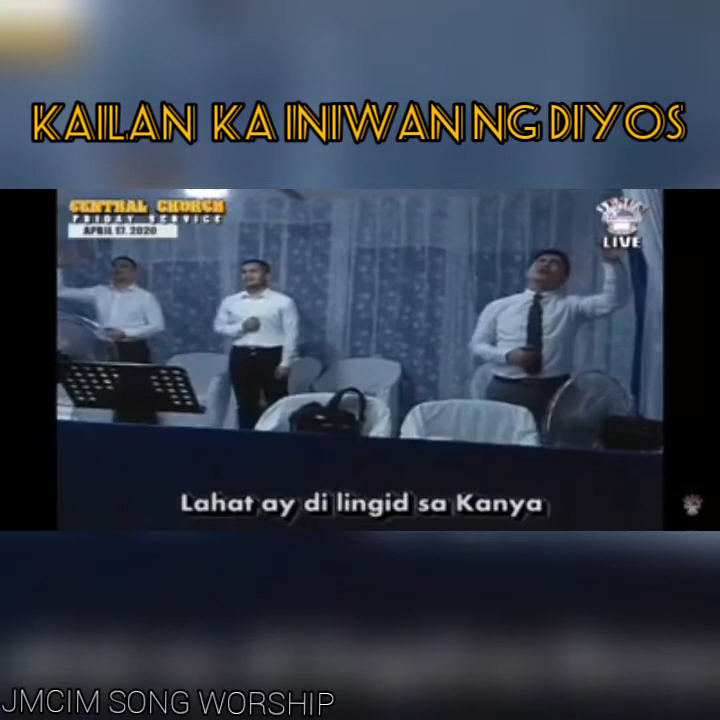 KAILAN KA INIWAN NG DIYOS
CENTRAL CHURCH
FRIDAY SERVICE
APRIL 17, 2020
LIVE
Lahat ay di lingid sa Kanya
JMCIM SONG WORSHIP